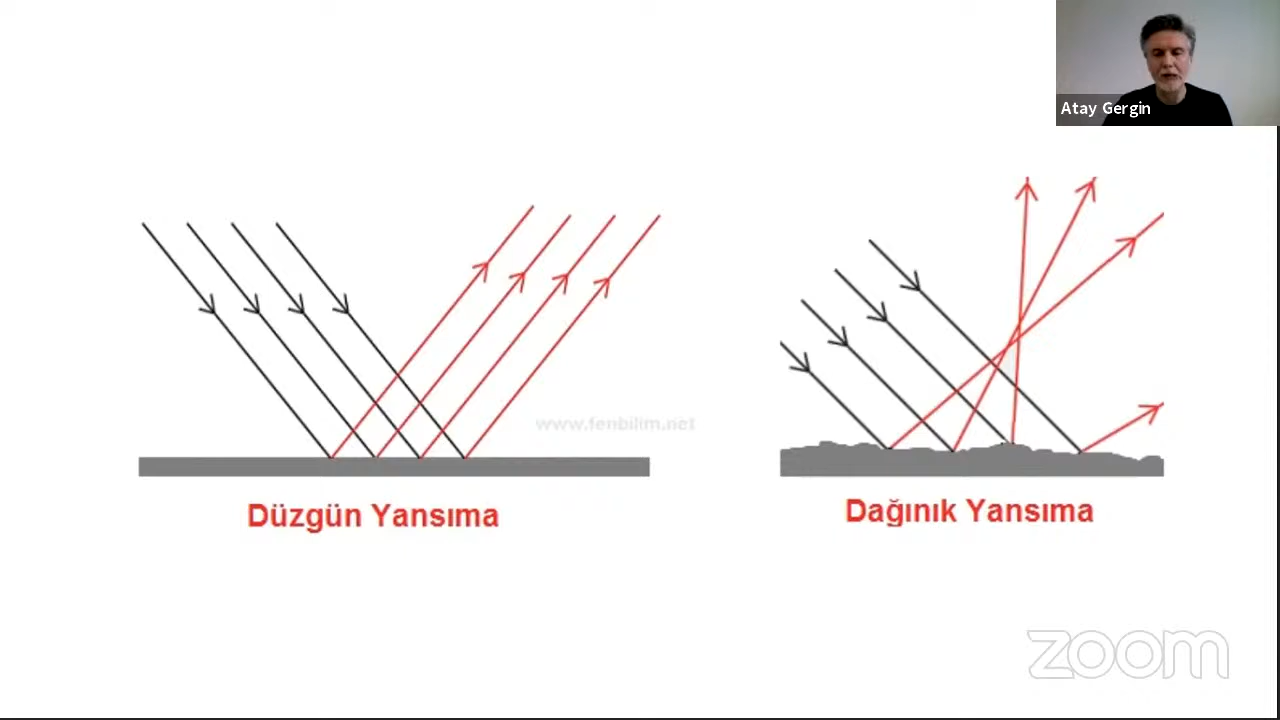 Atay Gergin
www.fenbilim.net
Düzgün Yansıma
Dağınık Yansıma
zoom